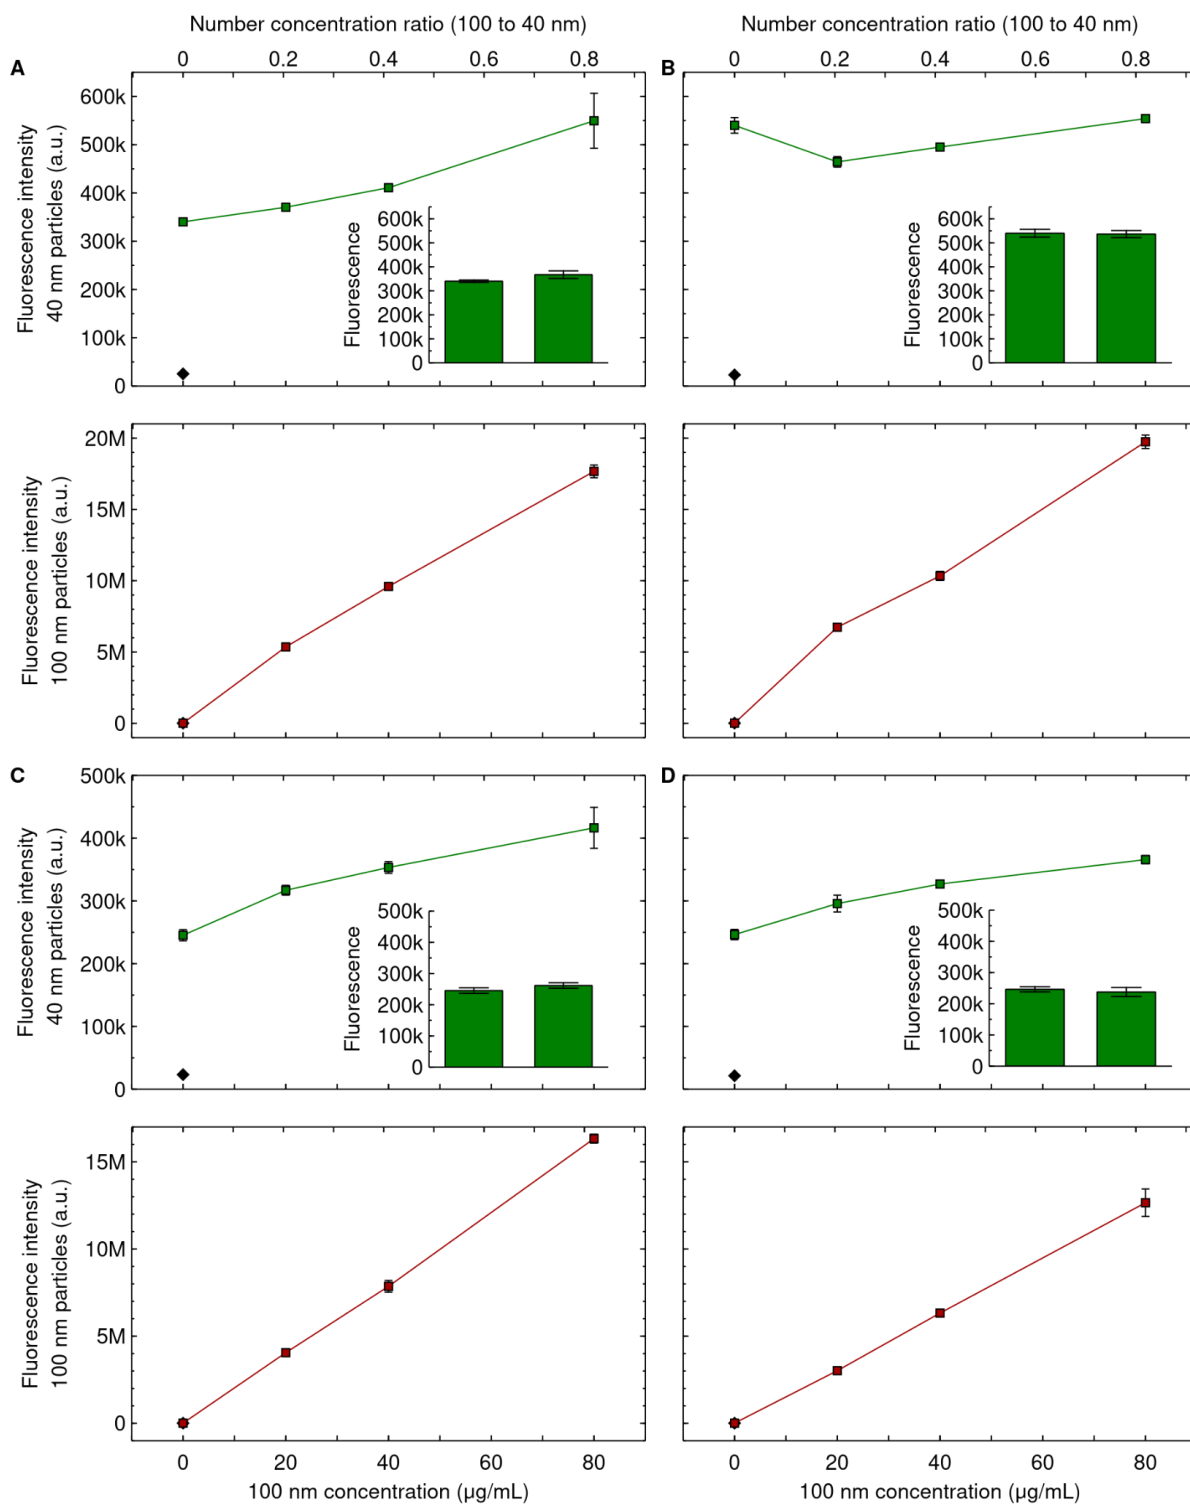 Number concentration ratio (100 to 40 nm)
Number concentration ratio (100 to 40 nm)
0 0.2 0.4 0.6 0.8
0 0.2 0.4 0.6 0.8
A
Fluorescence intensity
40 nm particles (a.u.)
600k
500k
400k
300k
200k
100k
0
Fluorescence
600k
500k
400k
300k
200k
100k
0
B
Fluorescence
600k
500k
400k
300k
200k
100k
0
Fluorescence intensity
100 nm particles (a.u.)
20M
15M
10M
5M
0
C
Fluorescence intensity
40 nm particles (a.u.)
500k
400k
300k
200k
100k
0
Fluorescence
500k
400k
300k
200k
100k
0
D
Fluorescence
500k
400k
300k
200k
100k
0
Fluorescence intensity
100 nm particles (a.u.)
15M
10M
5M
0
0 20 40 60 80
0 20 40 60 80
100 nm concentration (µg/mL)
100 nm concentration (µg/mL)